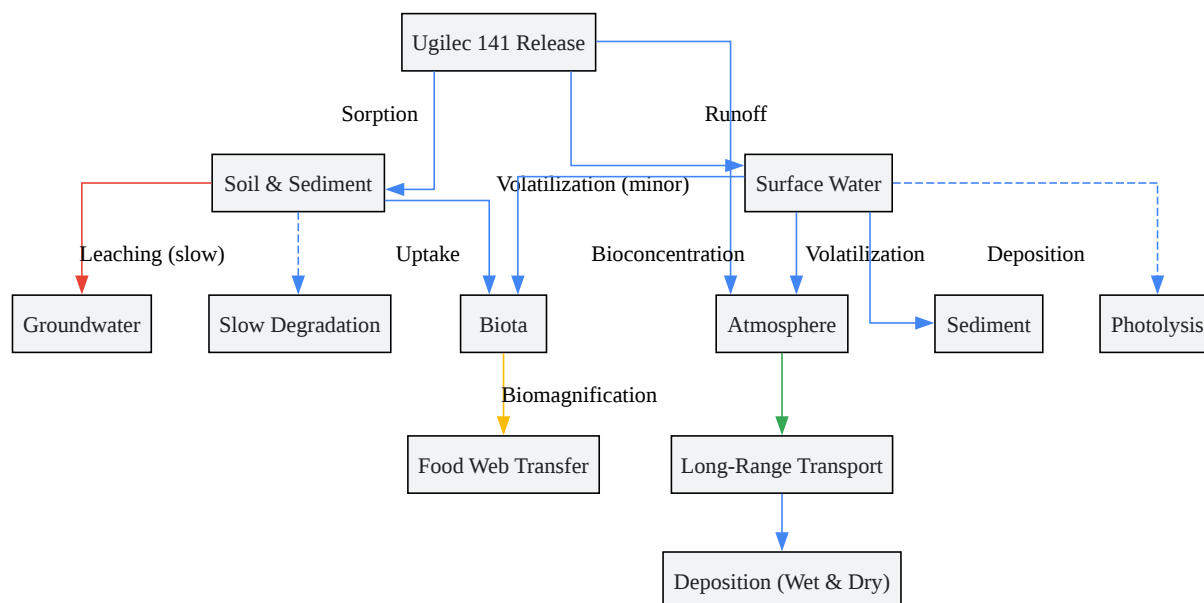 Ugilec 141 Release
Sorption
Runoff
Soil & Sediment
Volatilization (minor)
Surface Water
Leaching (slow)
Uptake
Bioconcentration
Volatilization
Deposition
Groundwater
Slow Degradation
Biota
Atmosphere
Sediment
Photolysis
Biomagnification
Food Web Transfer
Long-Range Transport
Deposition (Wet & Dry)